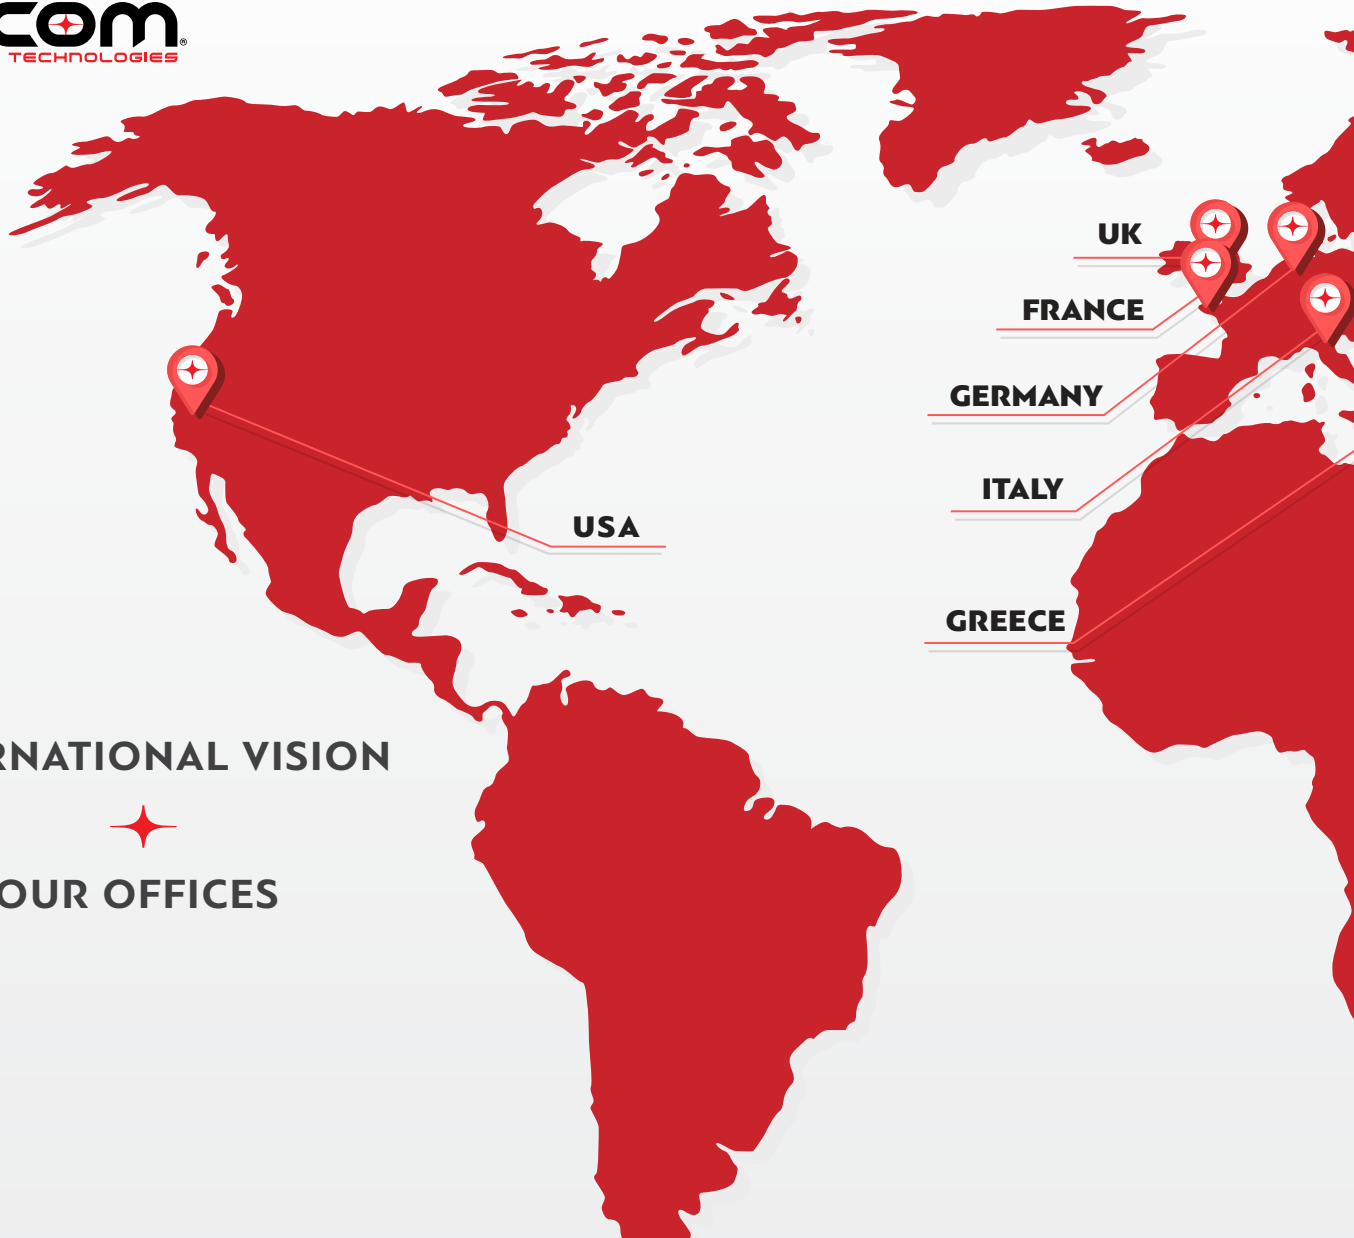 COM®
TECHNOLOGIES
UK
FRANCE
GERMANY
ITALY
USA
GREECE
RNATIONAL VISION
OUR OFFICES